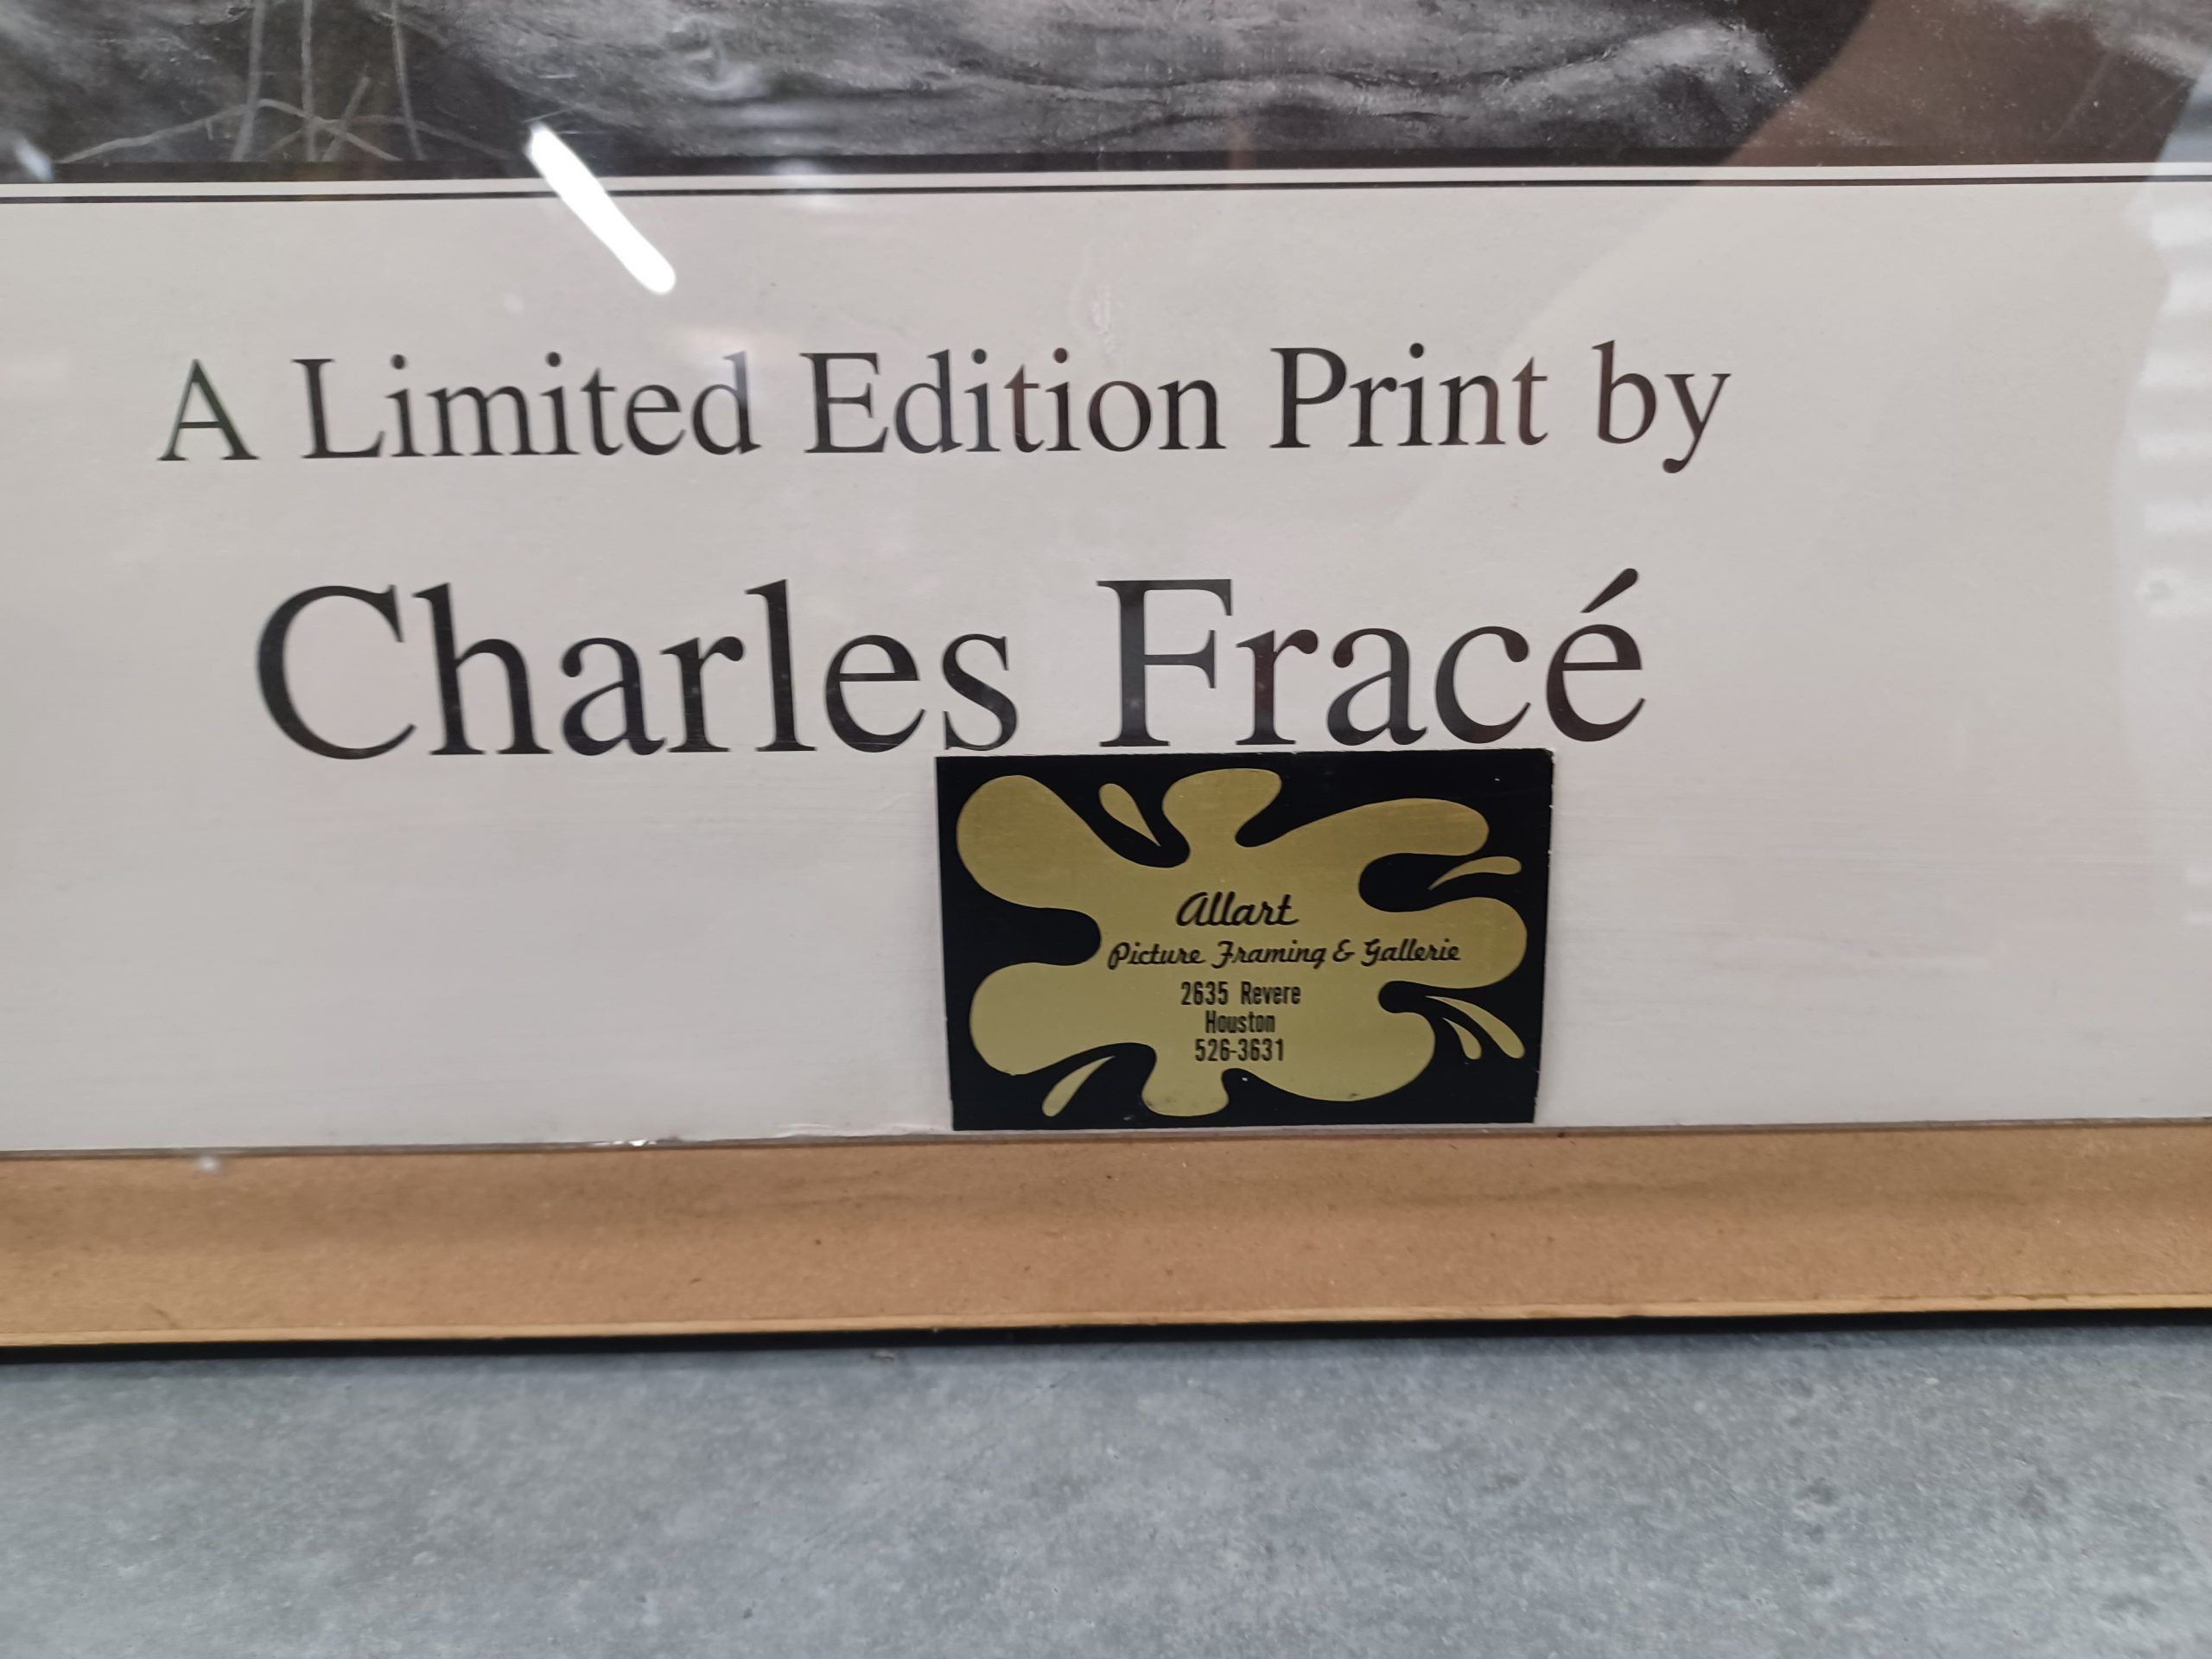 A Limited Edition Print by
Charles Fracé
Allart
Picture Framing & Gallerie
2635 Revere
Houston
526-3631